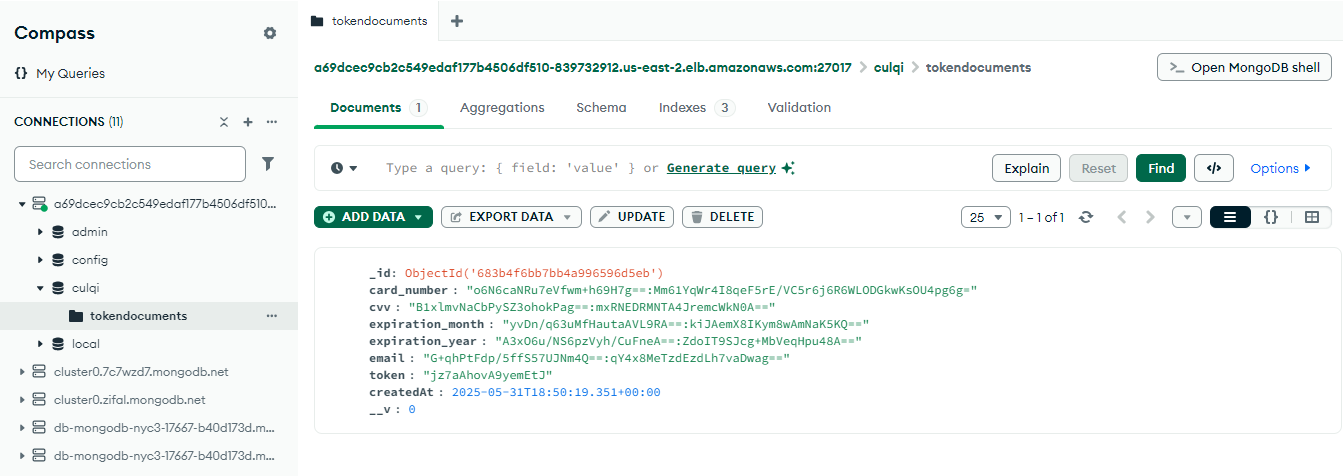 Compass
My Queries
CONNECTIONS (11)
Search connections
a69dcec9cb2c549edaf177b4506df510...
admin
config
culqi
tokendocuments
local
cluster0.7c7wzd7.mongodb.net
cluster0.zifal.mongodb.net
db-mongodb-nyc3-17667-b40d173d.m...
db-mongodb-nyc3-17667-b40d173d.m...
tokendocuments
a69dcec9cb2c549edaf177b4506df510-839732912.us-east-2.elb.amazonaws.com:27017 > culqi > tokendocuments
Open MongoDB shell
Documents 1 Aggregations Schema Indexes 3 Validation
Type a query: { field: 'value' } or Generate query
Explain Reset Find </> Options
ADD DATA EXPORT DATA UPDATE DELETE
25 1 – 1 of 1 {}
_id: ObjectId('683b4f6bb7bb4a996596d5eb')
card_number : "o6N6caNRu7eVfwm+h69H7g==:Mm61YqWr4I8qeF5rE/VC5r6j6R6WLODGkwKsOU4pg6g="
cvv : "B1xlmvNaCbPySZ3ohokPag==:mxRNEDRMNTA4JremcWkN0A=="
expiration_month : "yvDn/q63uMfHautaAVL9RA==:kiJAemX8IKym8wAmNaK5KQ=="
expiration_year : "A3xO6u/NS6pzVyh/CuFneA==:ZdoIT9SJcg+MbVeqHpu48A=="
email : "G+qhPtFdp/5ffS57UJNm4Q==:qY4x8MeTzdEzdLh7vaDwag=="
token : "jz7aAhovA9yemEtJ"
createdAt : 2025-05-31T18:50:19.351+00:00
__v : 0